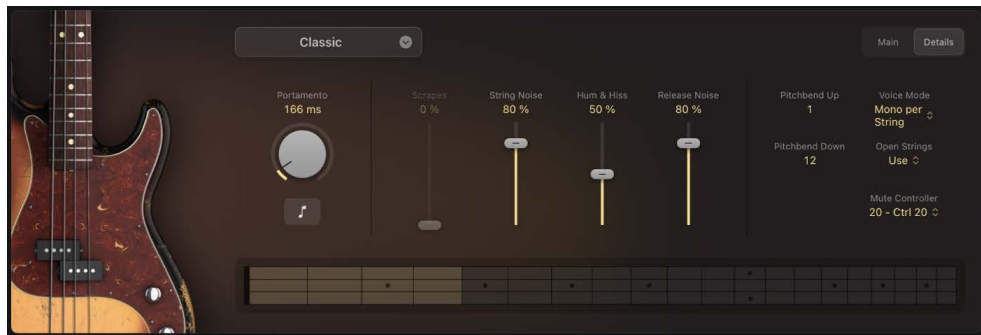 Classic
Main
Details
Portamento
166 ms
Scrapes
0 %
String Noise
80 %
Hum & Hiss
50 %
Release Noise
80 %
Pitchbend Up
1
Voice Mode
Mono per
String
Pitchbend Down
12
Open Strings
Use
Mute Controller
20 - Ctrl 20